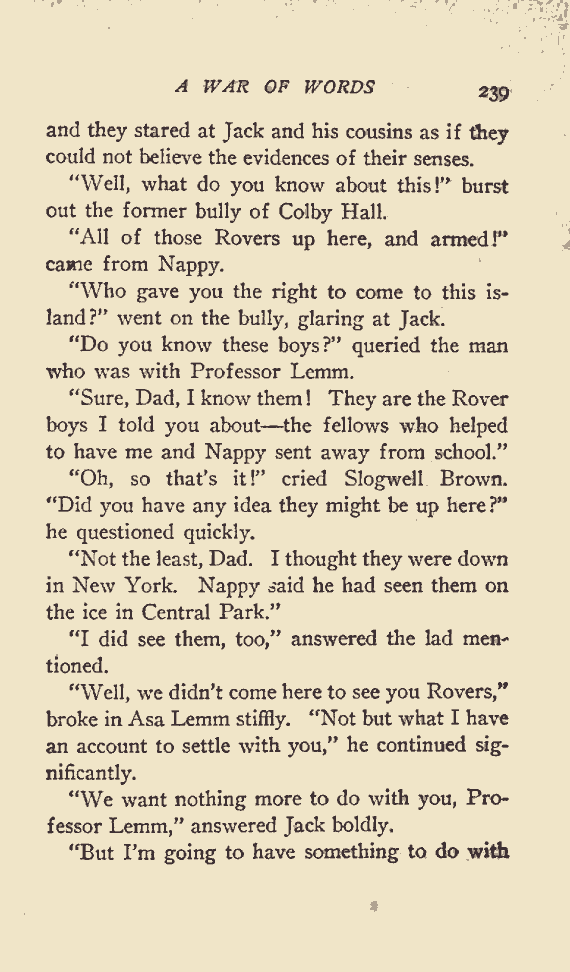 A WAR OF WORDS 239
and they stared at Jack and his cousins as if they
could not believe the evidences of their senses.
"Well, what do you know about this!" burst
out the former bully of Colby Hall.
"All of those Rovers up here, and armed!"
came from Nappy.
"Who gave you the right to come to this is-
land?" went on the bully, glaring at Jack.
"Do you know these boys?" queried the man
who was with Professor Lemm.
"Sure, Dad, I know them! They are the Rover
boys I told you about—the fellows who helped
to have me and Nappy sent away from school."
"Oh, so that's it!" cried Slogwell Brown.
"Did you have any idea they might be up here?"
he questioned quickly.
"Not the least, Dad. I thought they were down
in New York. Nappy said he had seen them on
the ice in Central Park."
"I did see them, too," answered the lad men-
tioned.
"Well, we didn't come here to see you Rovers,"
broke in Asa Lemm stiffly. "Not but what I have
an account to settle with you," he continued sig-
nificantly.
"We want nothing more to do with you, Pro-
fessor Lemm," answered Jack boldly.
"But I'm going to have something to do with